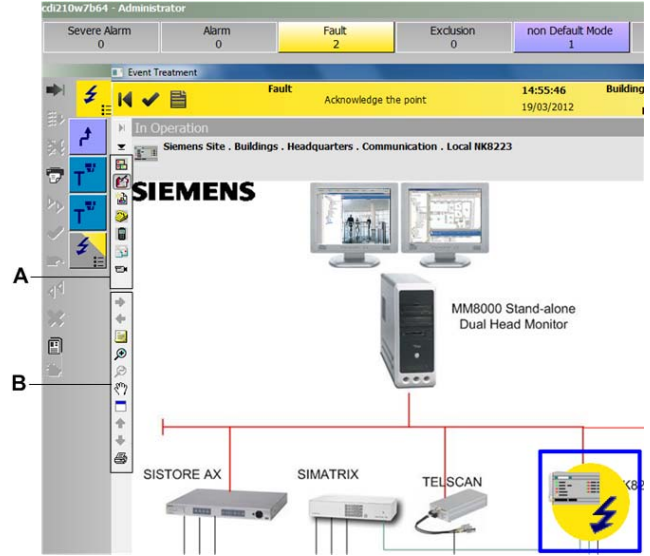 cdi210w7b64 - Administrator
Severe Alarm
0
Alarm
0
Fault
2
Exclusion
0
non Default Mode
1
Event Treatment
Fault
Acknowledge the point
14:55:46
19/03/2012
Building
In Operation
Siemens Site . Buildings . Headquarters . Communication . Local NK8223
SIEMENS
A
MM8000 Stand-alone
Dual Head Monitor
B
SISTORE AX
SIMATRIX
TELSCAN
K82